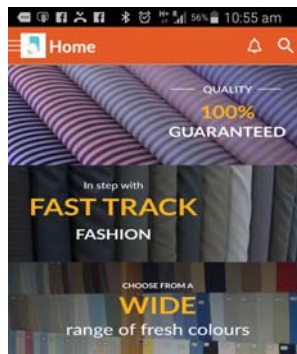 56% 10:55 am
Home
QUALITY
100%
GUARANTEED
In step with
FAST TRACK
FASHION
CHOOSE FROM A
WIDE
range of fresh colours